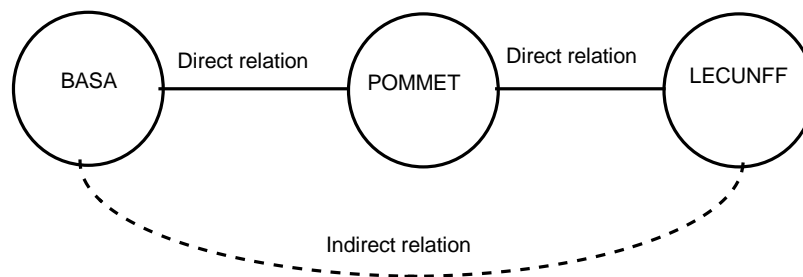 Direct relation
Direct relation
BASA
POMMET
LECUNFF
Indirect relation